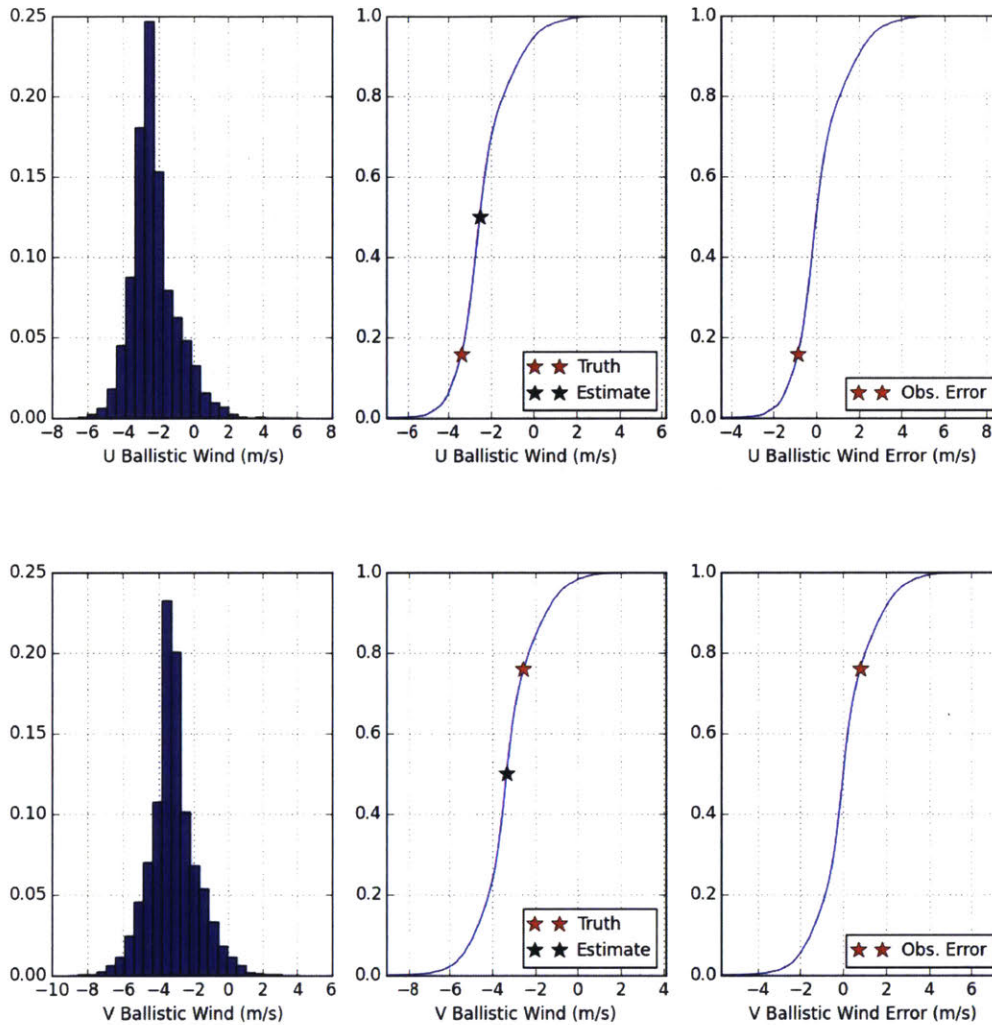 0.25
0.20
0.15
0.10
0.05
0.00
−8 −6 −4 −2 0 2 4 6 8
U Ballistic Wind (m/s)
1.0
0.8
0.6
0.4
0.2
0.0
−6 −4 −2 0 2 4 6
U Ballistic Wind (m/s)
Truth
Estimate
1.0
0.8
0.6
0.4
0.2
0.0
−4 −2 0 2 4 6 8
U Ballistic Wind Error (m/s)
Obs. Error
0.25
0.20
0.15
0.10
0.05
0.00
−10 −8 −6 −4 −2 0 2 4 6
V Ballistic Wind (m/s)
1.0
0.8
0.6
0.4
0.2
0.0
−8 −6 −4 −2 0 2 4
V Ballistic Wind (m/s)
Truth
Estimate
1.0
0.8
0.6
0.4
0.2
0.0
−4 −2 0 2 4 6
V Ballistic Wind Error (m/s)
Obs. Error